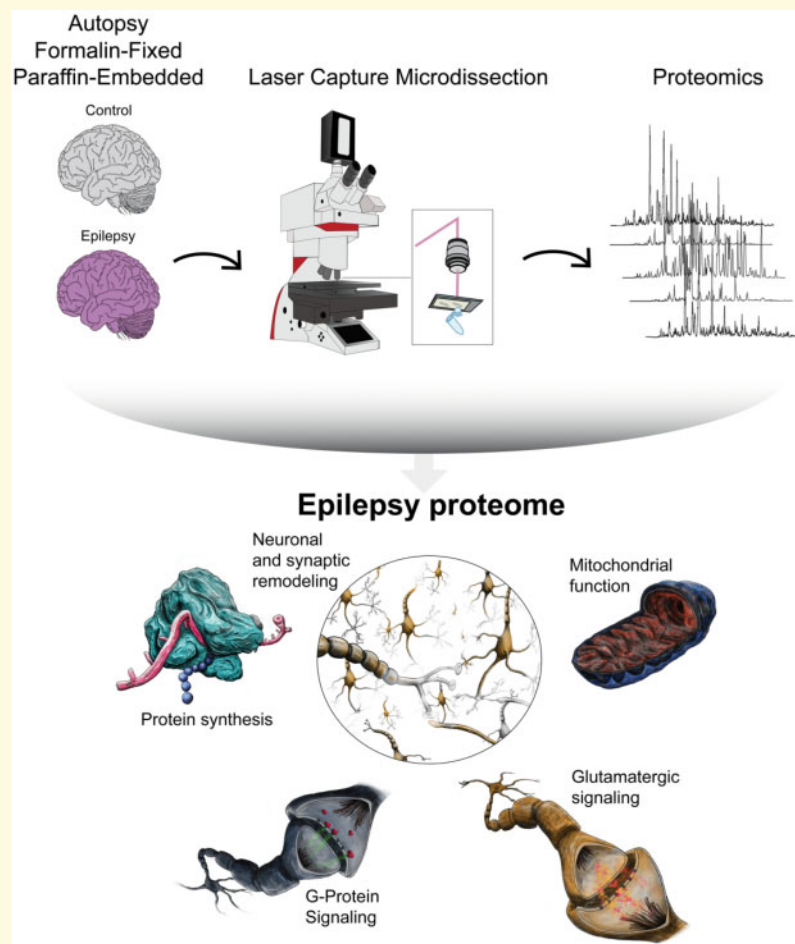 Autopsy
Formalin-Fixed
Paraffin-Embedded
Control
Epilepsy
Laser Capture Microdissection
Proteomics
Epilepsy proteome
Neuronal
and synaptic
remodeling
Mitochondrial
function
Protein synthesis
Glutamatergic
signaling
G-Protein
Signaling